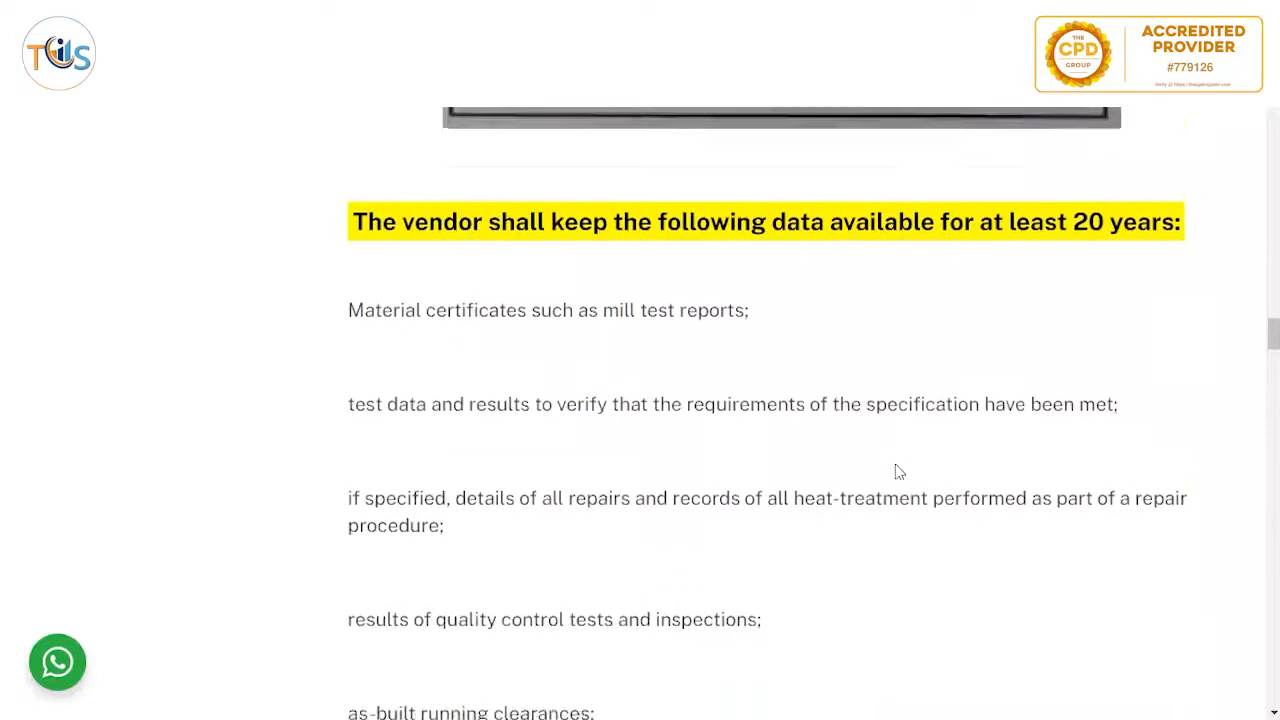 TCIS
THE
CPD
GROUP
ACCREDITED
PROVIDER
#779126
The vendor shall keep the following data available for at least 20 years:
Material certificates such as mill test reports;
test data and results to verify that the requirements of the specification have been met;
if specified, details of all repairs and records of all heat-treatment performed as part of a repair
procedure;
results of quality control tests and inspections;
as-built running clearances;